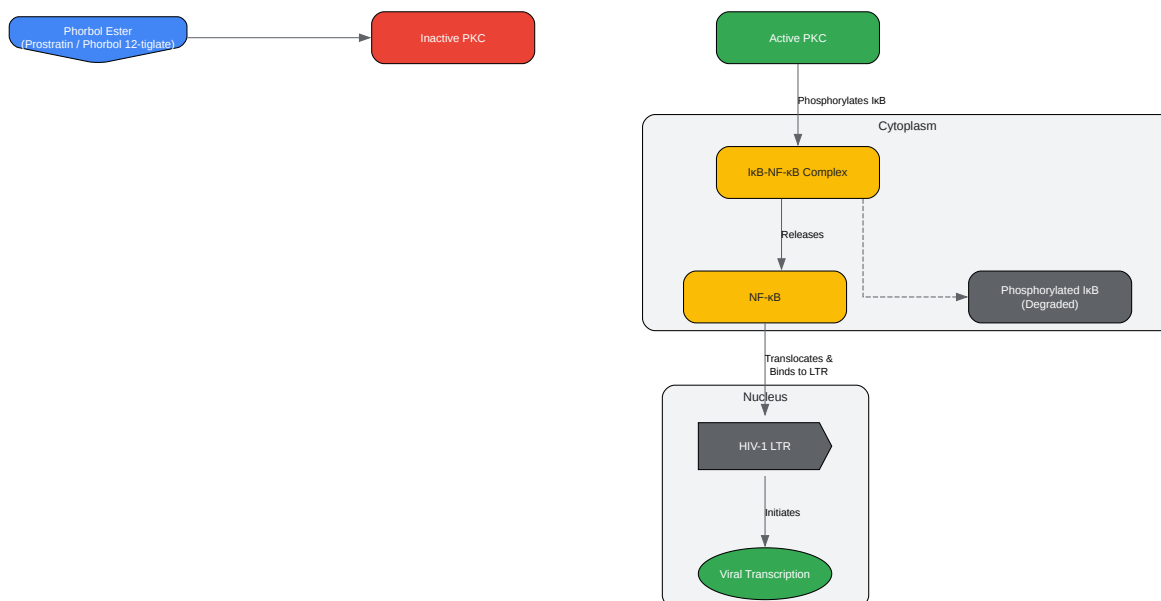 Phorbol Ester
(Prostratin / Phorbol 12-tiglate)
Inactive PKC
Active PKC
Phosphorylates IκB
Cytoplasm
IκB-NF-κB Complex
Releases
NF-κB
Phosphorylated IκB
(Degraded)
Translocates &
Binds to LTR
Nucleus
HIV-1 LTR
Initiates
Viral Transcription